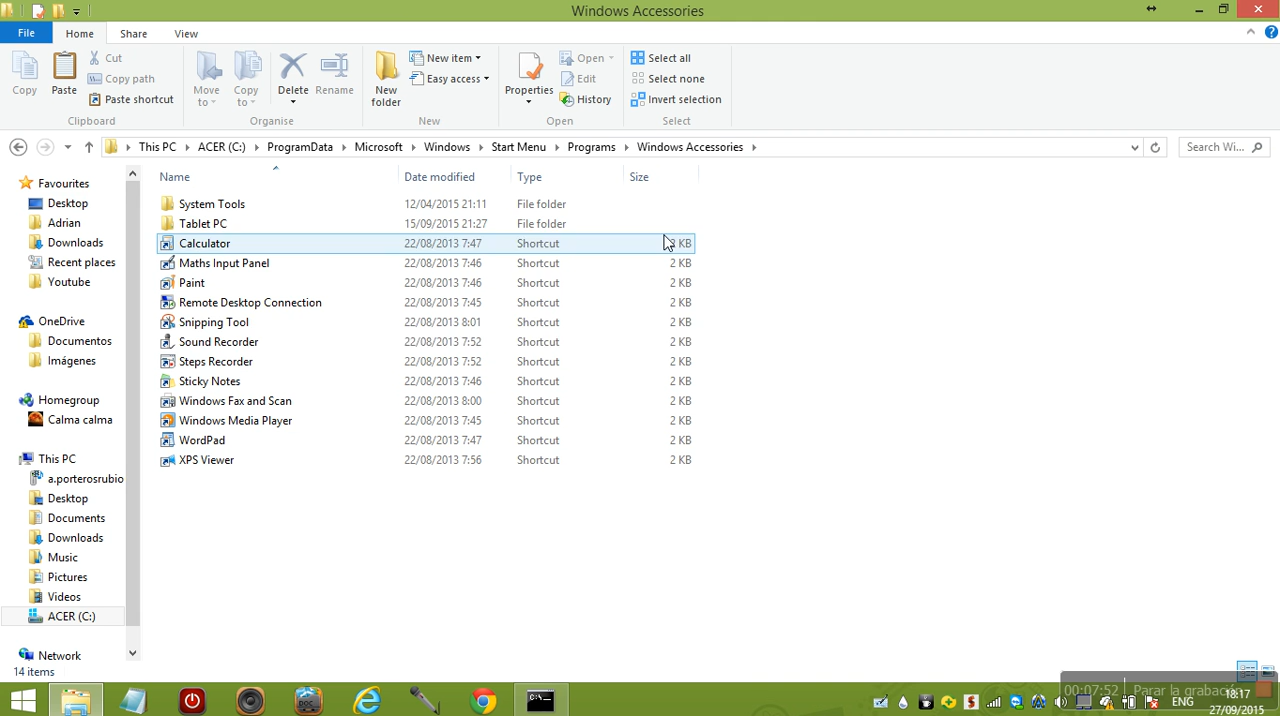 Windows Accessories
File Home Share View
Copy Paste Cut Copy path Paste shortcut Move to Copy to Delete Rename New folder New item Easy access Properties Open Edit History Select all Select none Invert selection
Clipboard Organise New Open Select
This PC ACER (C:) ProgramData Microsoft Windows Start Menu Programs Windows Accessories Search Wi...
Name Date modified Type Size
Favourites
Desktop
Adrian
Downloads
Recent places
Youtube
OneDrive
Documentos
Imágenes
Homegroup
Calma calma
This PC
a.porterosrubio
Desktop
Documents
Downloads
Music
Pictures
Videos
ACER (C:)
Network
System Tools 12/04/2015 21:11 File folder
Tablet PC 15/09/2015 21:27 File folder
Calculator 22/08/2013 7:47 Shortcut KB
Maths Input Panel 22/08/2013 7:46 Shortcut 2 KB
Paint 22/08/2013 7:46 Shortcut 2 KB
Remote Desktop Connection 22/08/2013 7:45 Shortcut 2 KB
Snipping Tool 22/08/2013 8:01 Shortcut 2 KB
Sound Recorder 22/08/2013 7:52 Shortcut 2 KB
Steps Recorder 22/08/2013 7:52 Shortcut 2 KB
Sticky Notes 22/08/2013 7:46 Shortcut 2 KB
Windows Fax and Scan 22/08/2013 8:00 Shortcut 2 KB
Windows Media Player 22/08/2013 7:45 Shortcut 2 KB
WordPad 22/08/2013 7:47 Shortcut 2 KB
XPS Viewer 22/08/2013 7:56 Shortcut 2 KB
14 items
00:07:52 Parar la grabación
ENG 18:17
27/09/2015